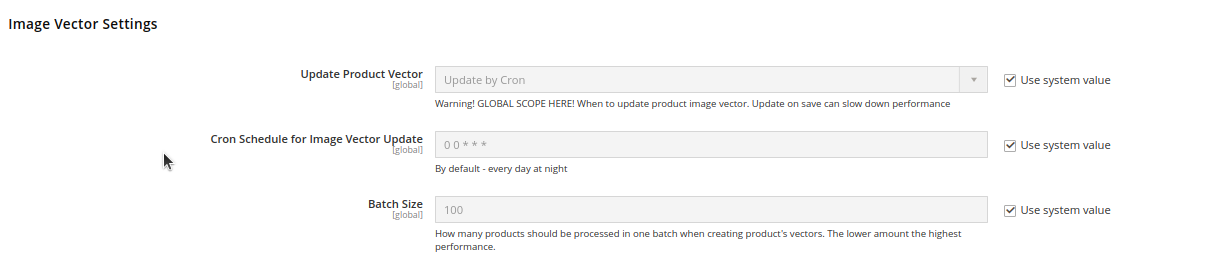 Image Vector Settings
Update Product Vector
[global]
Update by Cron
Use system value
Warning! GLOBAL SCOPE HERE! When to update product image vector. Update on save can slow down performance
Cron Schedule for Image Vector Update
[global]
0 0 * * *
Use system value
By default - every day at night
Batch Size
[global]
100
Use system value
How many products should be processed in one batch when creating product's vectors. The lower amount the highest
performance.